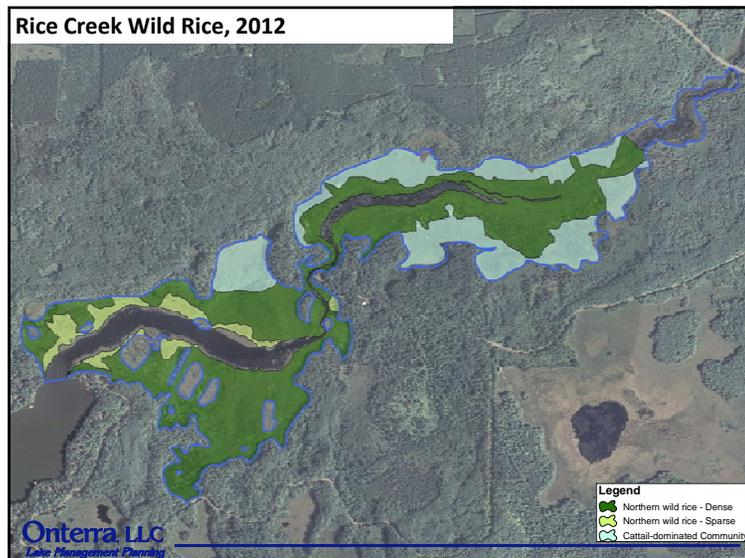 Rice Creek Wild Rice, 2012
Legend
Northern wild rice - Dense
Northern wild rice - Sparse
Cattail-dominated Community
Onterra, LLC
Lake Management Planning